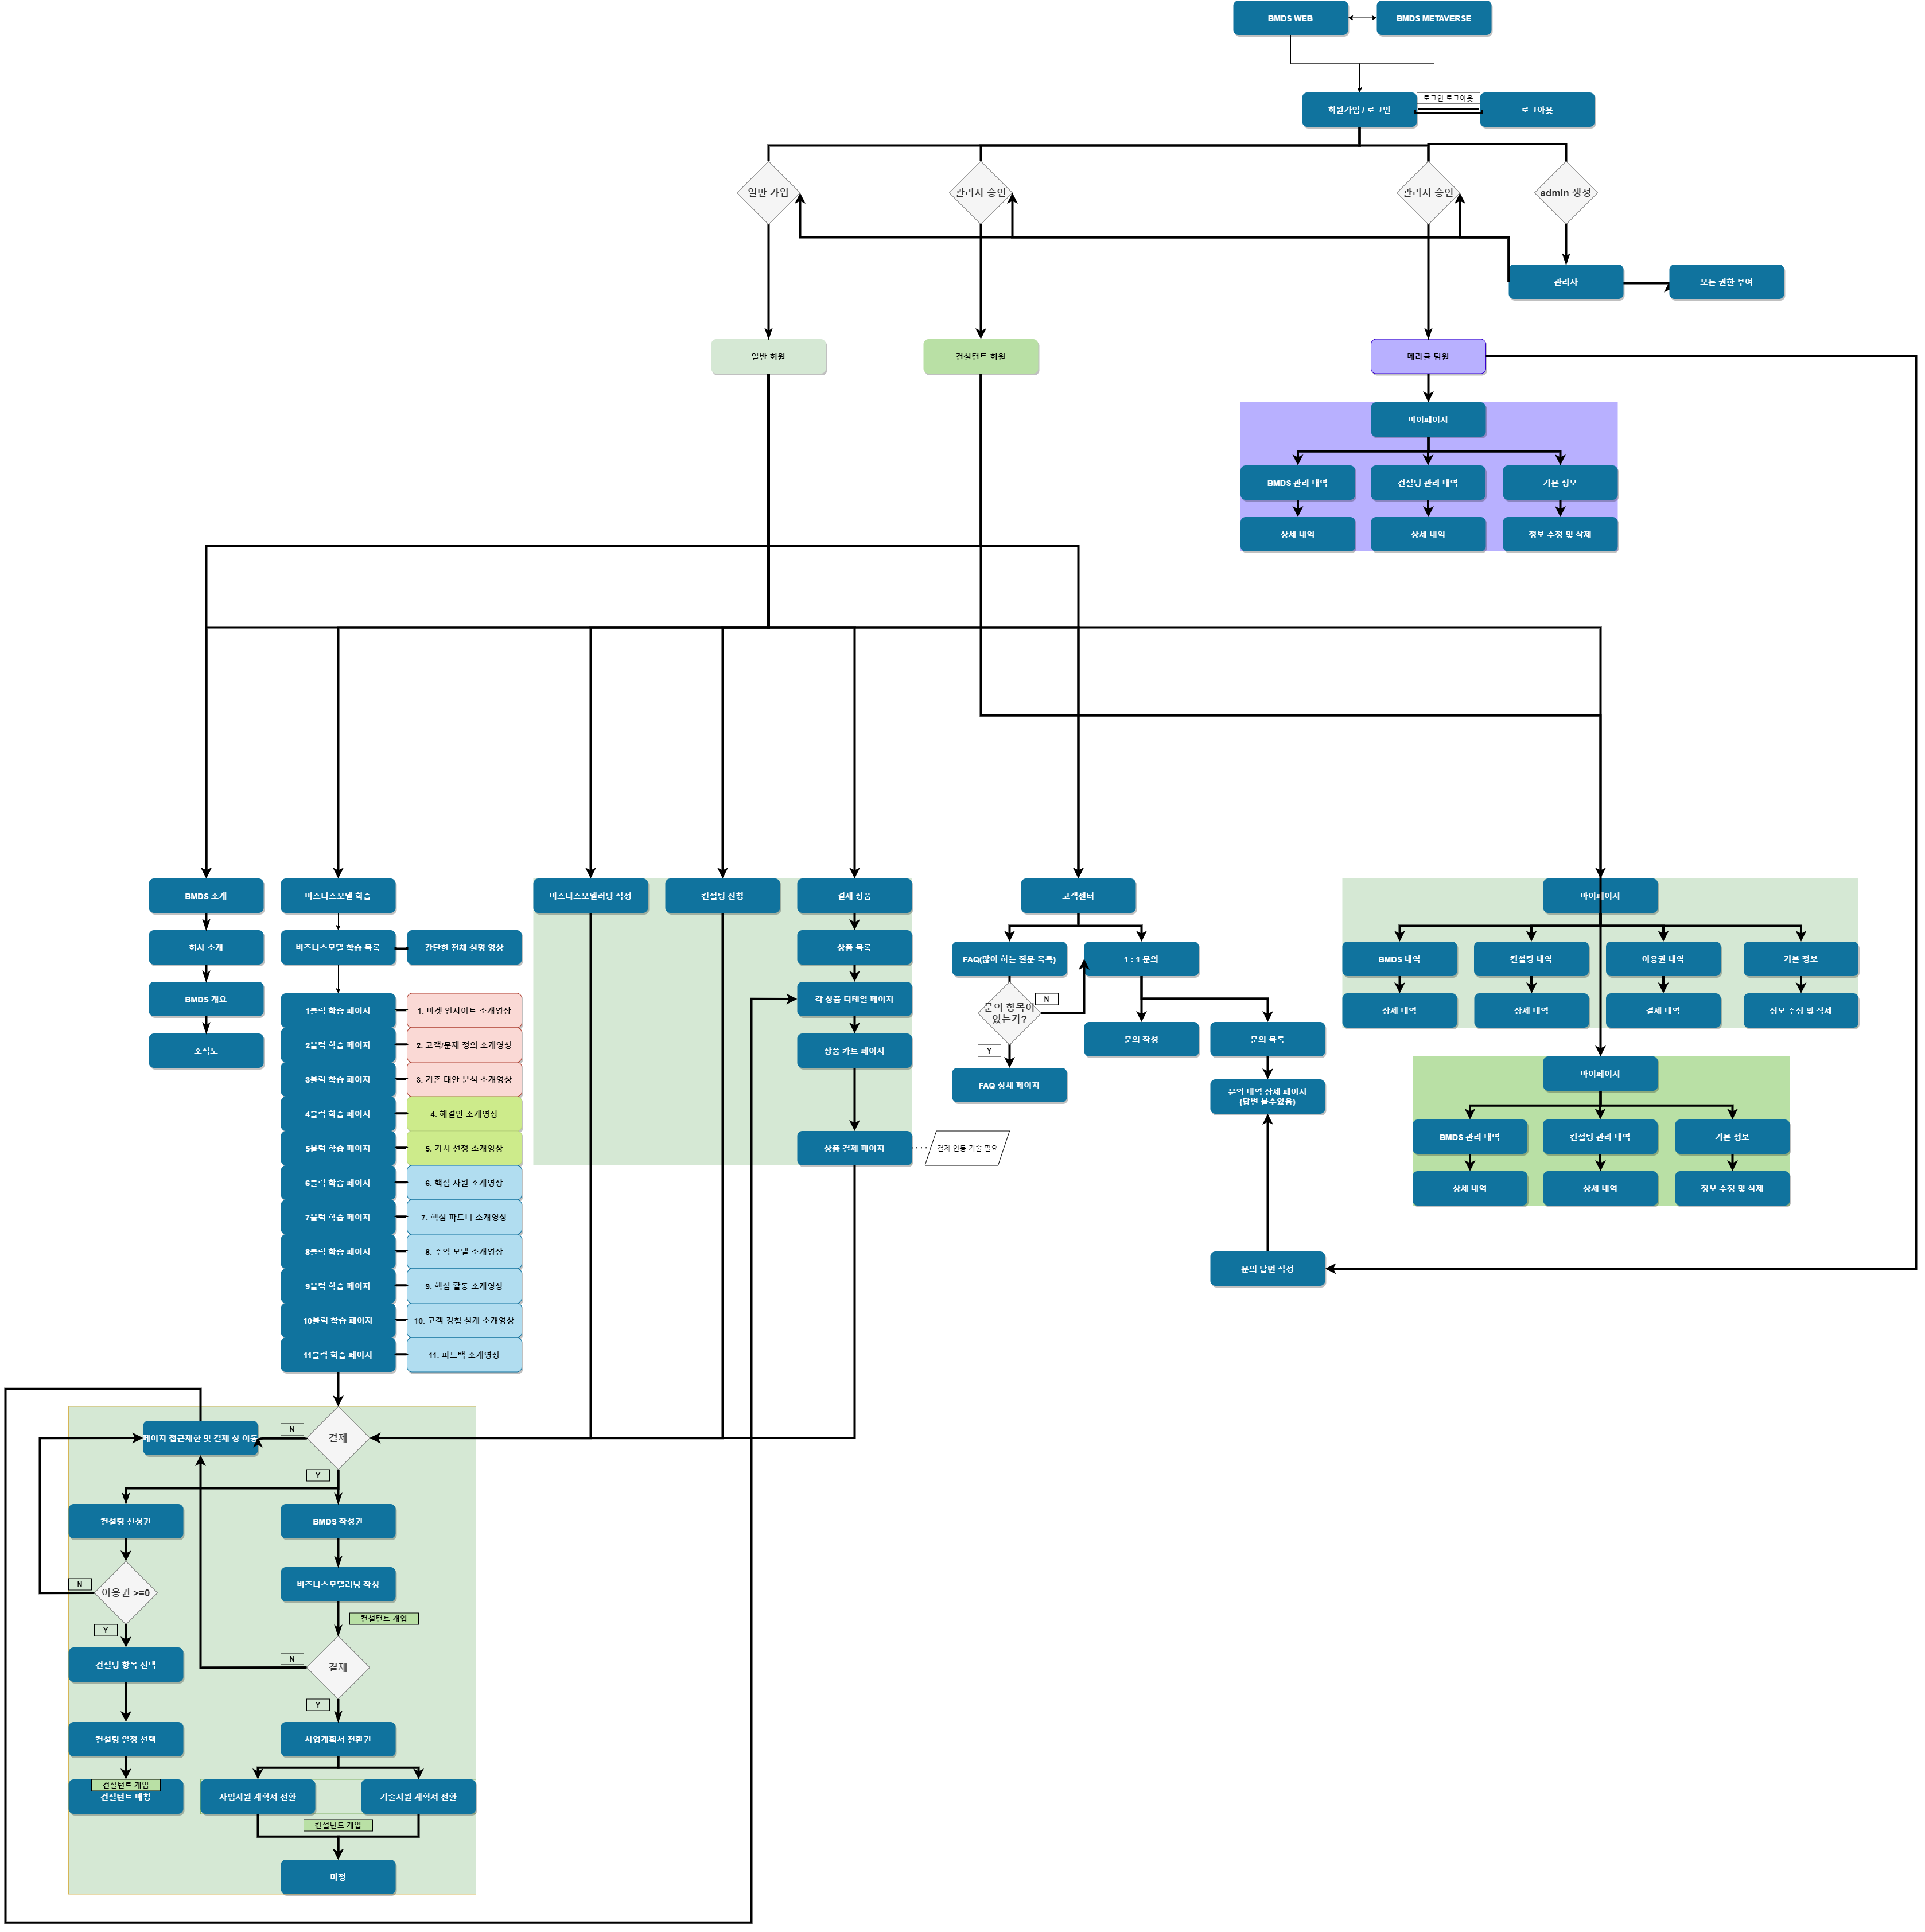 BMDS WEB
BMDS METAVERSE
회원가입 / 로그인
로그인 로그아웃
로그아웃
일반 가입
관리자 승인
관리자 승인
admin 생성
관리자
모든 권한 부여
일반 회원
컨설턴트 회원
메라클 팀원
마이페이지
BMDS 관리 내역
컨설팅 관리 내역
기본 정보
상세 내역
상세 내역
정보 수정 및 삭제
BMDS 소개
비즈니스모델 학습
비즈니스모델러닝 작성
컨설팅 신청
결제 상품
고객센터
마이페이지
회사 소개
비즈니스모델 학습 목록
간단한 전체 설명 영상
상품 목록
FAQ(많이 하는 질문 목록)
1 : 1 문의
BMDS 내역
컨설팅 내역
이용권 내역
기본 정보
BMDS 개요
각 상품 디테일 페이지
문의 항목이
있는가?
N
상세 내역
상세 내역
결제 내역
정보 수정 및 삭제
1블럭 학습 페이지
1. 마켓 인사이트 소개영상
조직도
2블럭 학습 페이지
2. 고객/문제 정의 소개영상
상품 카트 페이지
Y
문의 작성
문의 목록
3블럭 학습 페이지
3. 기존 대안 분석 소개영상
FAQ 상세 페이지
문의 내역 상세 페이지
(답변 볼수있음)
마이페이지
4블럭 학습 페이지
4. 해결안 소개영상
BMDS 관리 내역
컨설팅 관리 내역
기본 정보
5블럭 학습 페이지
5. 가치 선정 소개영상
상품 결제 페이지
결제 연동 기술 필요
6블럭 학습 페이지
6. 핵심 자원 소개영상
상세 내역
상세 내역
정보 수정 및 삭제
7블럭 학습 페이지
7. 핵심 파트너 소개영상
8블럭 학습 페이지
8. 수익 모델 소개영상
9블럭 학습 페이지
9. 핵심 활동 소개영상
문의 답변 작성
10블럭 학습 페이지
10. 고객 경험 설계 소개영상
11블럭 학습 페이지
11. 피드백 소개영상
페이지 접근제한 및 결제 창 이동
N
결제
Y
컨설팅 신청권
BMDS 작성권
N
이용권 >=0
비즈니스모델러닝 작성
Y
컨설턴트 개입
컨설팅 항목 선택
N
결제
Y
컨설팅 일정 선택
사업계획서 전환권
컨설턴트 개입
컨설턴트 매칭
사업지원 계획서 전환
기술지원 계획서 전환
컨설턴트 개입
미정